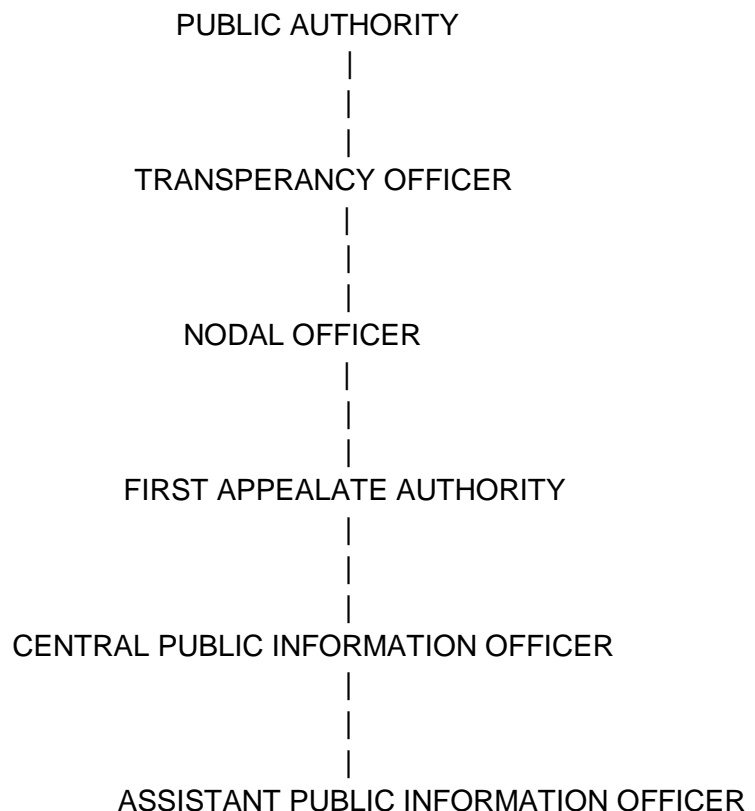 PUBLIC AUTHORITY
|
|
|
TRANSPERANCY OFFICER
|
|
|
NODAL OFFICER
|
|
|
FIRST APPEALATE AUTHORITY
|
|
|
CENTRAL PUBLIC INFORMATION OFFICER
|
|
|
ASSISTANT PUBLIC INFORMATION OFFICER